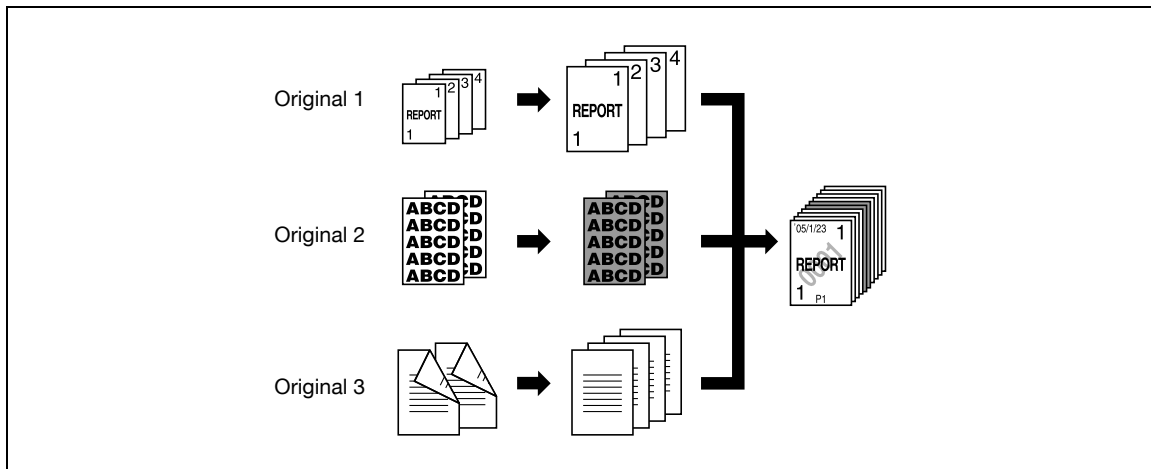 Original 1
1
2
3
4
REPORT
1
1
2
3
4
REPORT
1
Original 2
ABCD
ABCD
ABCD
ABCD
ABCD
ABCD
ABCD
ABCD
ABCD
ABCD
'05/1/23 1
REPORT
0001
1 P1
Original 3